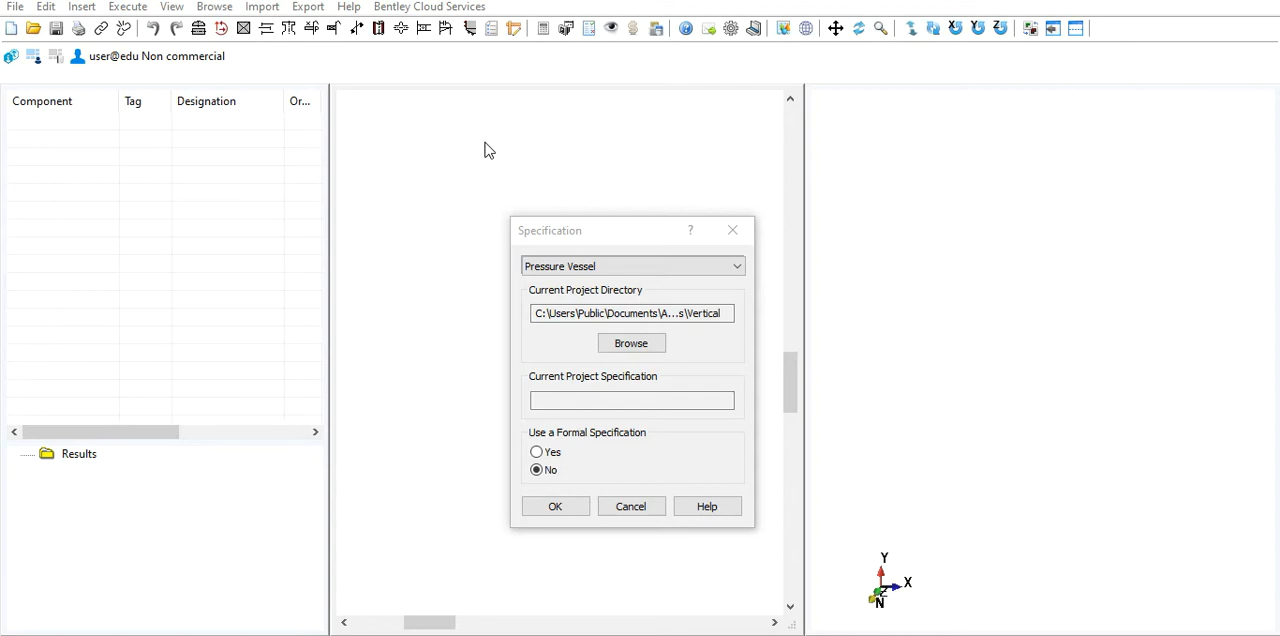 File Edit Insert Execute View Browse Import Export Help Bentley Cloud Services
user@edu Non commercial
Component Tag Designation Or...
Specification ?
Pressure Vessel
Current Project Directory
C:\Users\Public\Documents\A...s\Vertical
Browse
Current Project Specification
Use a Formal Specification
Yes
No
OK Cancel Help
Results
Y
X
N